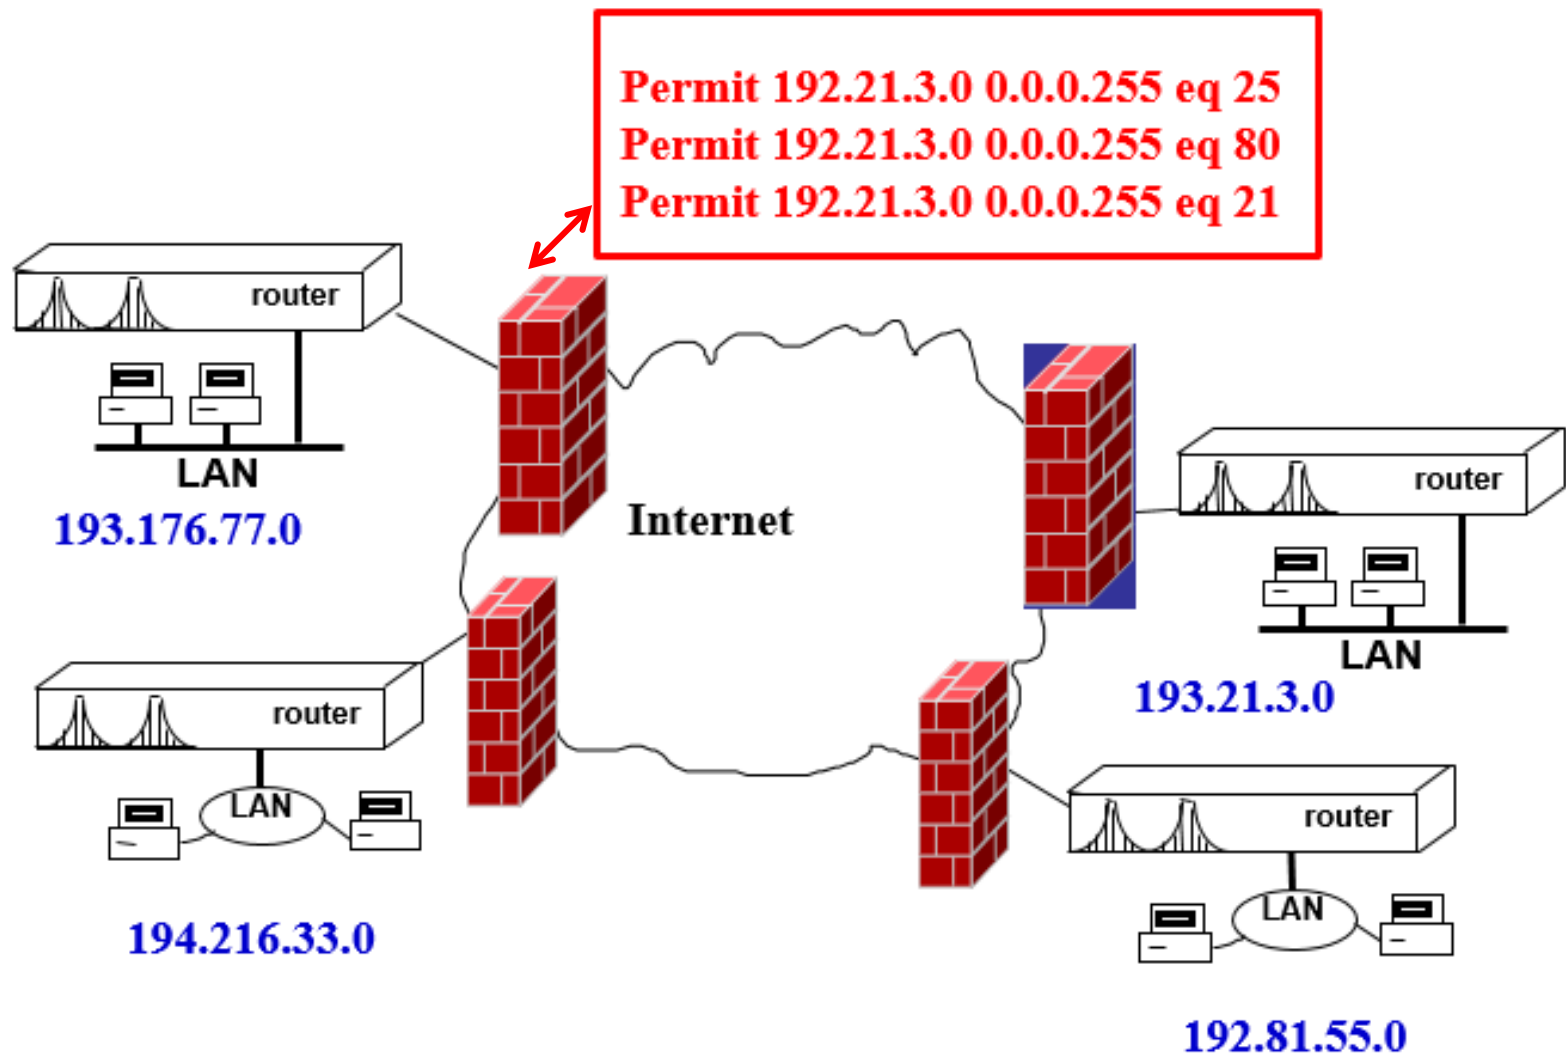 Permit 192.21.3.0 0.0.0.255 eq 25
Permit 192.21.3.0 0.0.0.255 eq 80
Permit 192.21.3.0 0.0.0.255 eq 21
router
LAN
193.176.77.0
Internet
router
LAN
193.21.3.0
router
LAN
194.216.33.0
router
LAN
192.81.55.0